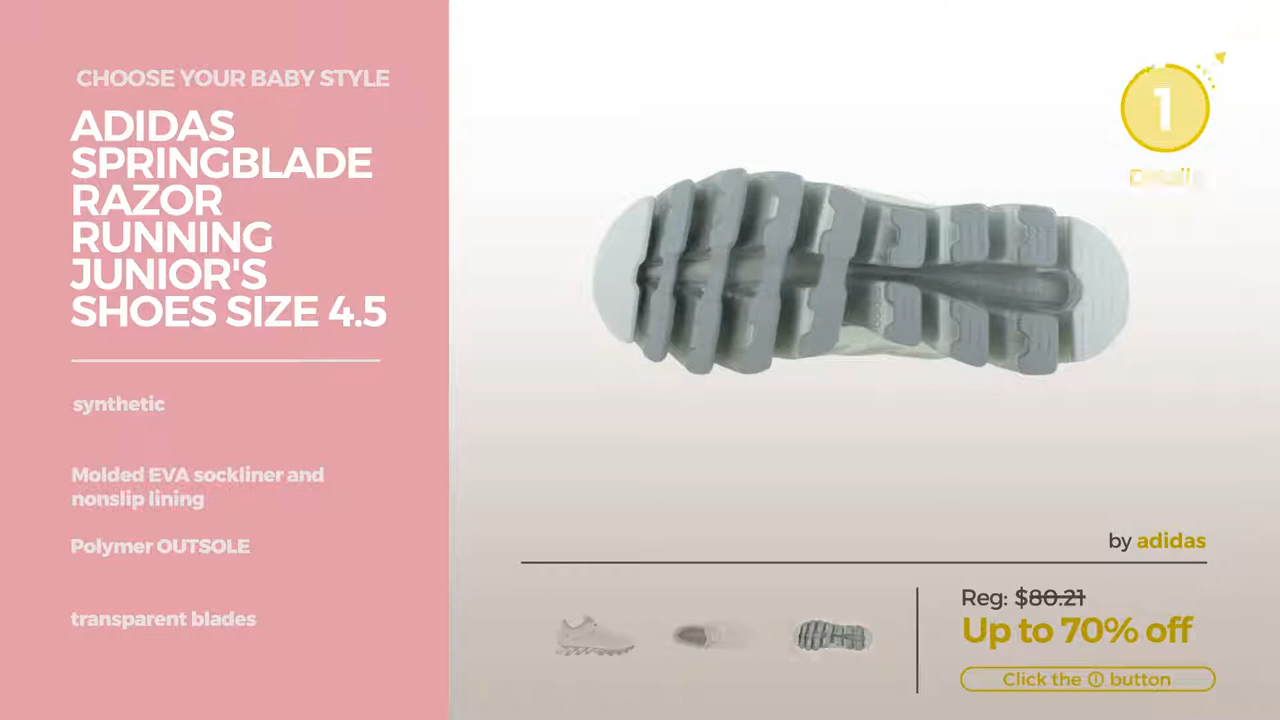 CHOOSE YOUR BABY STYLE
ADIDAS
SPRINGBLADE
RAZOR
RUNNING
JUNIOR'S
SHOES SIZE 4.5
synthetic
Molded EVA sockliner and
nonslip lining
Polymer OUTSOLE
transparent blades
1
by adidas
Reg: $80.21
Up to 70% off
Click the ① button